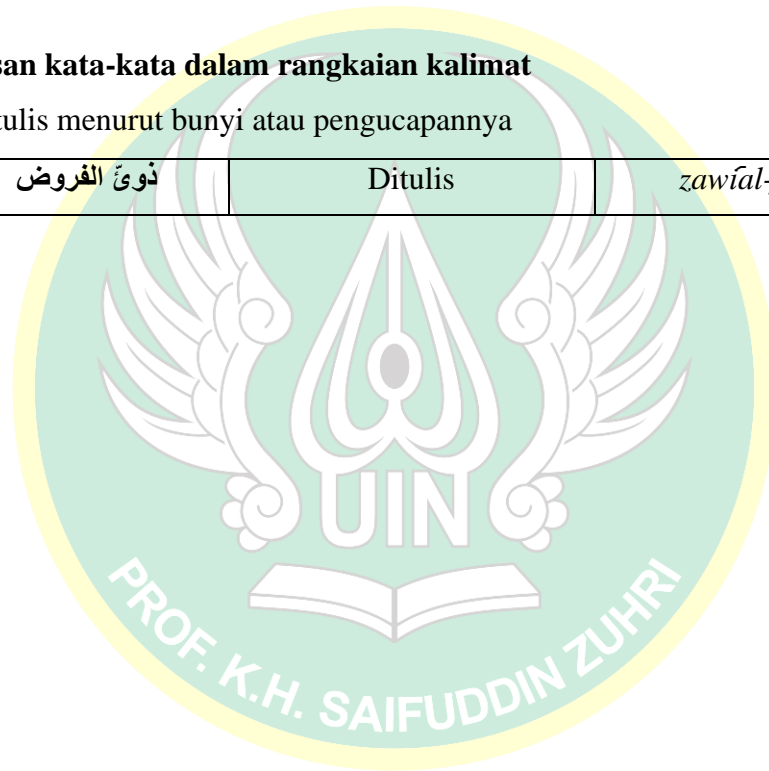 san kata-kata dalam rangkaian kalimat
tulis menurut bunyi atau pengucapannya
ذوىّ الفروض Ditulis zawīal-
UIN
PROF. K.H. SAIFUDDIN ZUHRI